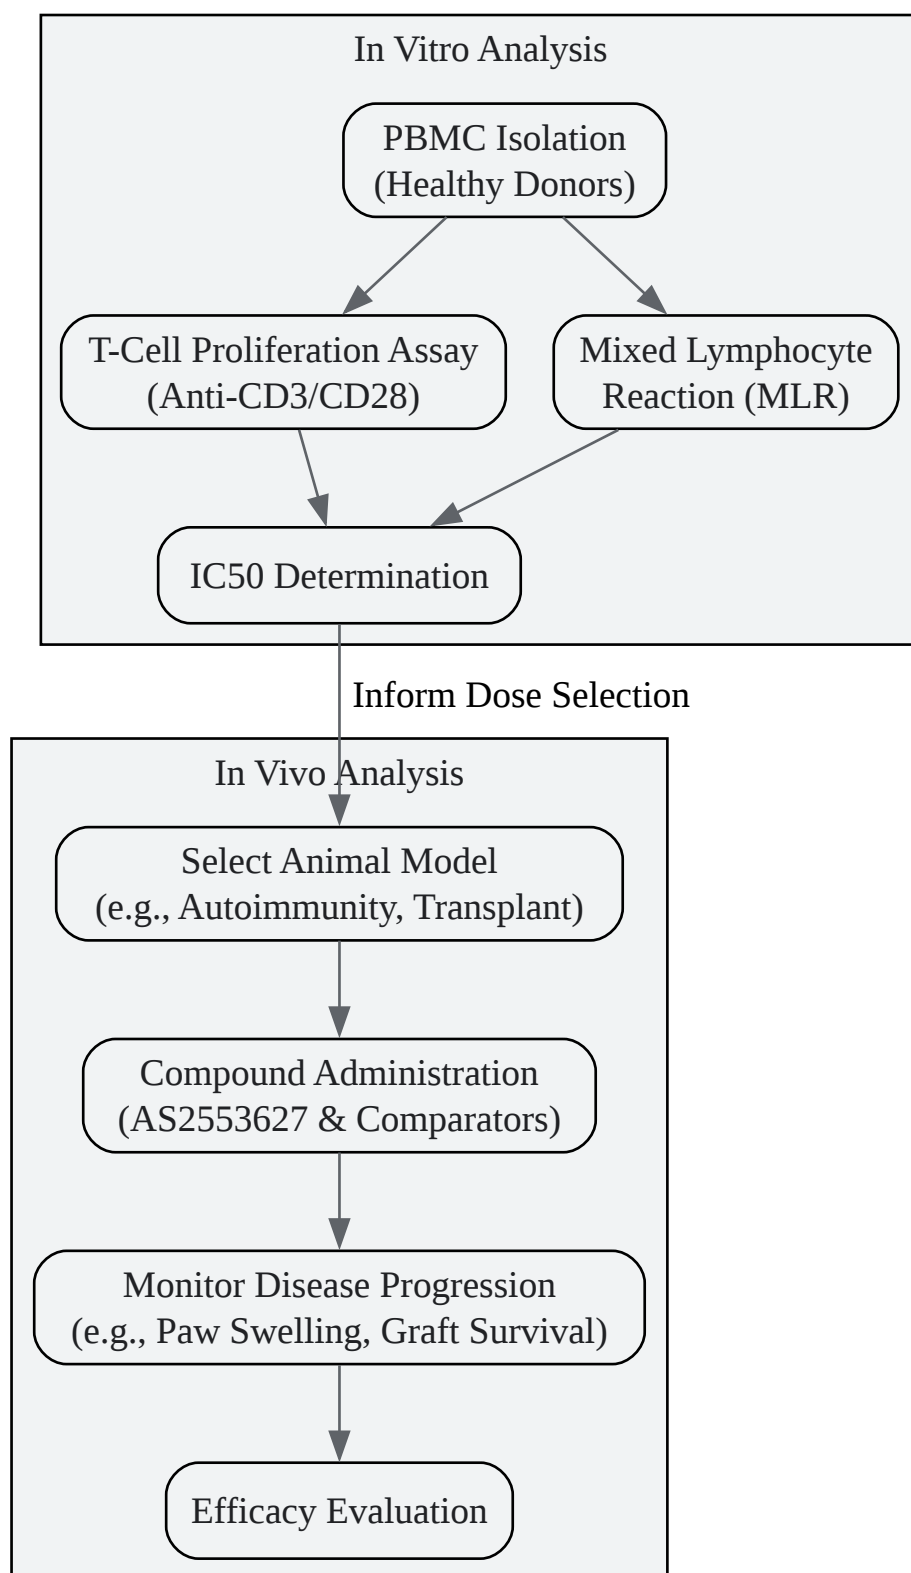 In Vitro Analysis
PBMC Isolation
(Healthy Donors)
T-Cell Proliferation Assay
(Anti-CD3/CD28)
Mixed Lymphocyte
Reaction (MLR)
IC50 Determination
Inform Dose Selection
In Vivo Analysis
Select Animal Model
(e.g., Autoimmunity, Transplant)
Compound Administration
(AS2553627 & Comparators)
Monitor Disease Progression
(e.g., Paw Swelling, Graft Survival)
Efficacy Evaluation